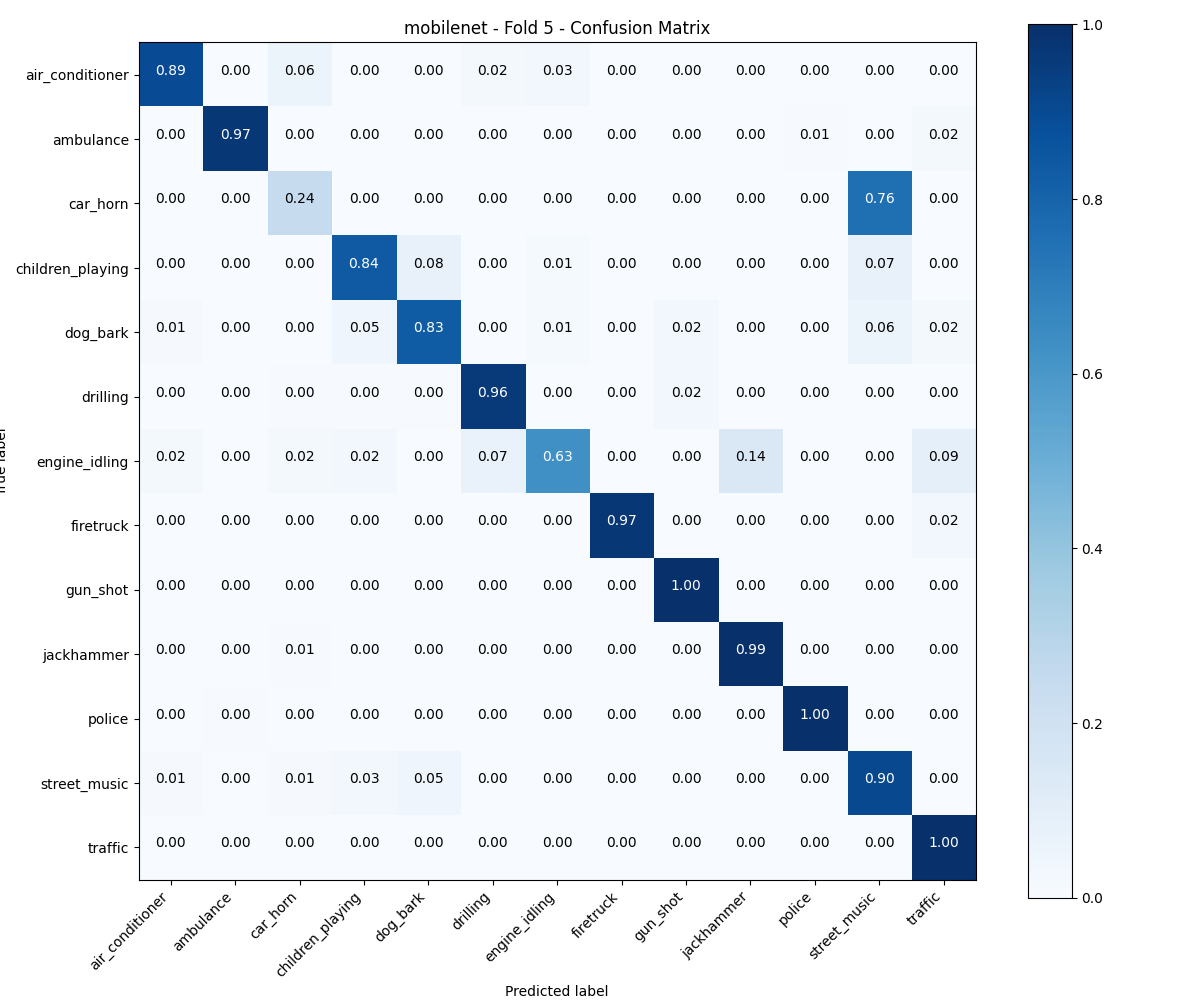 mobilenet - Fold 5 - Confusion Matrix
1.0
air_conditioner 0.89 0.00 0.06 0.00 0.00 0.02 0.03 0.00 0.00 0.00 0.00 0.00 0.00
ambulance 0.00 0.97 0.00 0.00 0.00 0.00 0.00 0.00 0.00 0.00 0.01 0.00 0.02
0.8
car_horn 0.00 0.00 0.24 0.00 0.00 0.00 0.00 0.00 0.00 0.00 0.00 0.76 0.00
children_playing 0.00 0.00 0.00 0.84 0.08 0.00 0.01 0.00 0.00 0.00 0.00 0.07 0.00
dog_bark 0.01 0.00 0.00 0.05 0.83 0.00 0.01 0.00 0.02 0.00 0.00 0.06 0.02
0.6
drilling 0.00 0.00 0.00 0.00 0.00 0.96 0.00 0.00 0.02 0.00 0.00 0.00 0.00
True label
engine_idling 0.02 0.00 0.02 0.02 0.00 0.07 0.63 0.00 0.00 0.14 0.00 0.00 0.09
firetruck 0.00 0.00 0.00 0.00 0.00 0.00 0.00 0.97 0.00 0.00 0.00 0.00 0.02
0.4
gun_shot 0.00 0.00 0.00 0.00 0.00 0.00 0.00 0.00 1.00 0.00 0.00 0.00 0.00
jackhammer 0.00 0.00 0.01 0.00 0.00 0.00 0.00 0.00 0.00 0.99 0.00 0.00 0.00
police 0.00 0.00 0.00 0.00 0.00 0.00 0.00 0.00 0.00 0.00 1.00 0.00 0.00
0.2
street_music 0.01 0.00 0.01 0.03 0.05 0.00 0.00 0.00 0.00 0.00 0.00 0.90 0.00
traffic 0.00 0.00 0.00 0.00 0.00 0.00 0.00 0.00 0.00 0.00 0.00 0.00 1.00
0.0
air_conditioner ambulance car_horn children_playing dog_bark drilling engine_idling firetruck gun_shot jackhammer police street_music traffic
Predicted label